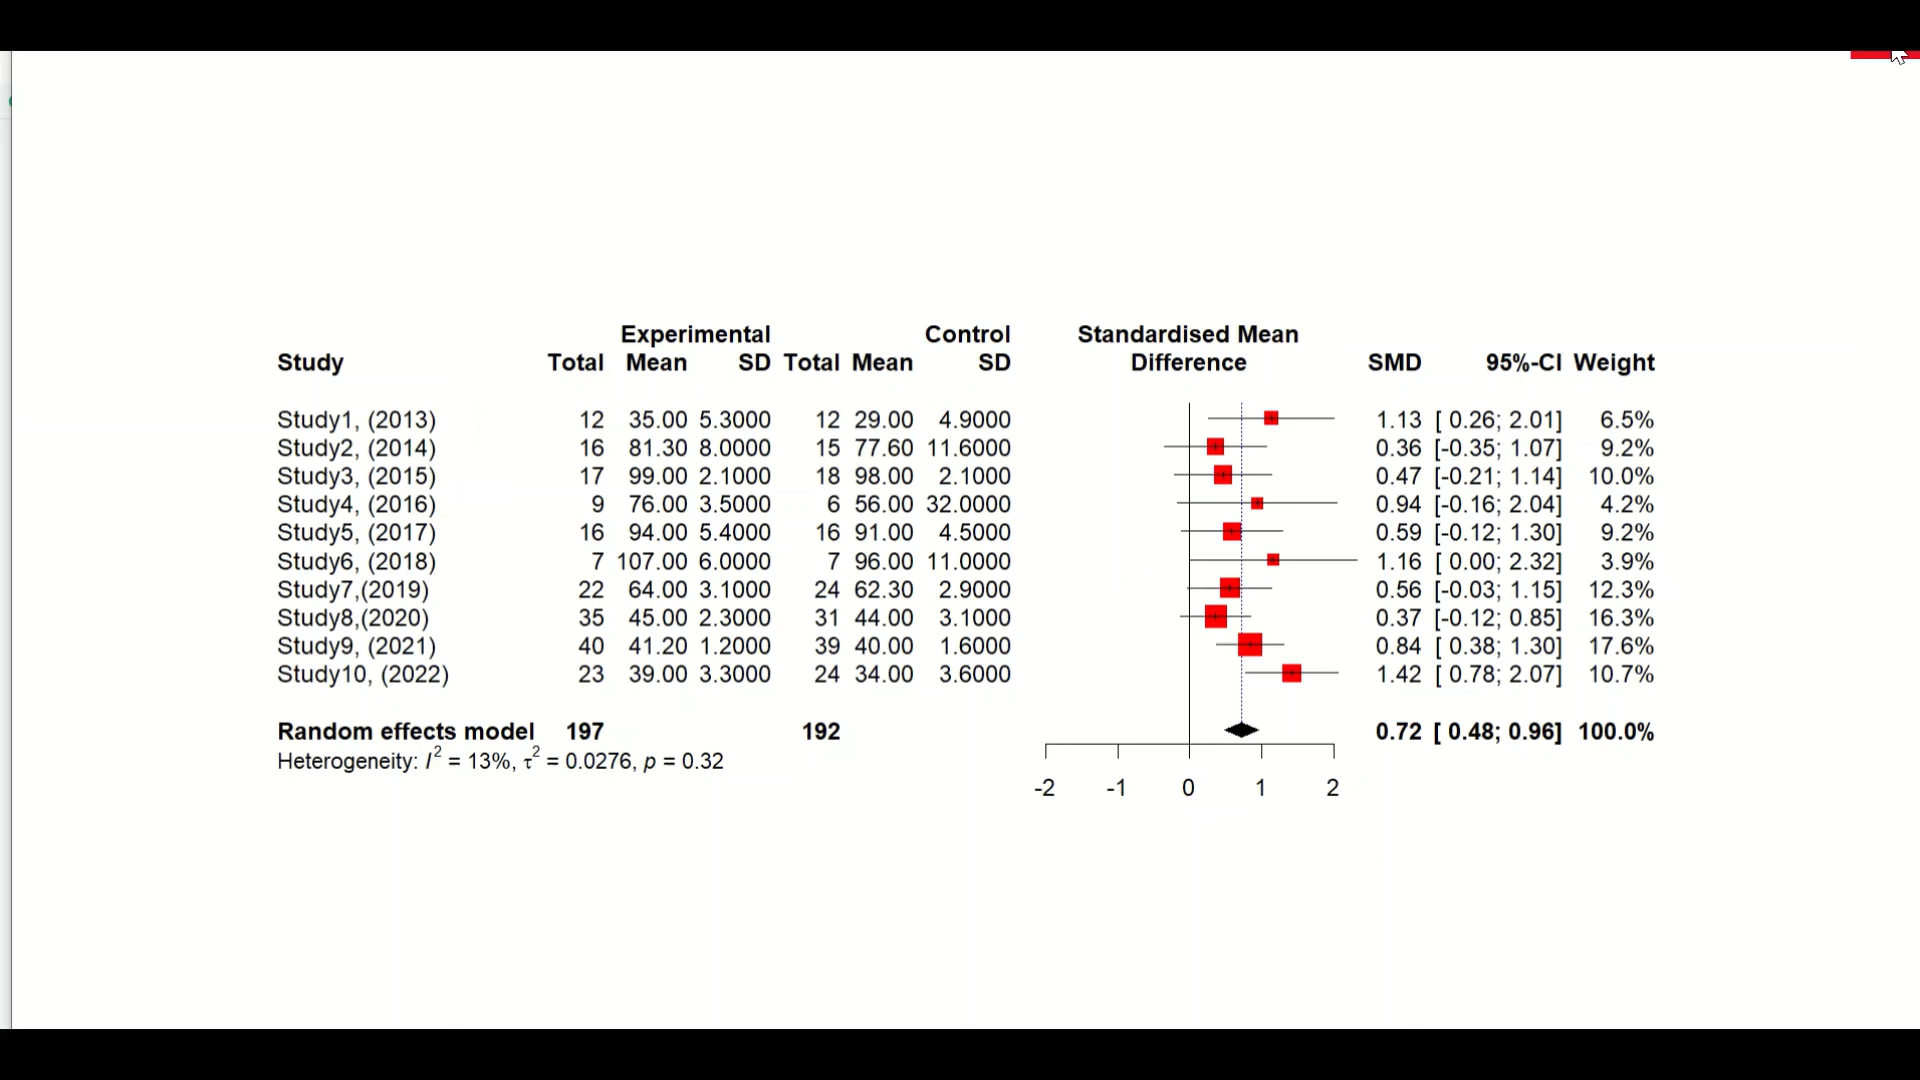 Experimental Control Standardised Mean
Study Total Mean SD Total Mean SD Difference SMD 95%-CI Weight
Study1, (2013) 12 35.00 5.3000 12 29.00 4.9000 1.13 [ 0.26; 2.01] 6.5%
Study2, (2014) 16 81.30 8.0000 15 77.60 11.6000 0.36 [-0.35; 1.07] 9.2%
Study3, (2015) 17 99.00 2.1000 18 98.00 2.1000 0.47 [-0.21; 1.14] 10.0%
Study4, (2016) 9 76.00 3.5000 6 56.00 32.0000 0.94 [-0.16; 2.04] 4.2%
Study5, (2017) 16 94.00 5.4000 16 91.00 4.5000 0.59 [-0.12; 1.30] 9.2%
Study6, (2018) 7 107.00 6.0000 7 96.00 11.0000 1.16 [ 0.00; 2.32] 3.9%
Study7,(2019) 22 64.00 3.1000 24 62.30 2.9000 0.56 [-0.03; 1.15] 12.3%
Study8,(2020) 35 45.00 2.3000 31 44.00 3.1000 0.37 [-0.12; 0.85] 16.3%
Study9, (2021) 40 41.20 1.2000 39 40.00 1.6000 0.84 [ 0.38; 1.30] 17.6%
Study10, (2022) 23 39.00 3.3000 24 34.00 3.6000 1.42 [ 0.78; 2.07] 10.7%
Random effects model 197 192 0.72 [ 0.48; 0.96] 100.0%
Heterogeneity: I² = 13%, τ² = 0.0276, p = 0.32
-2 -1 0 1 2